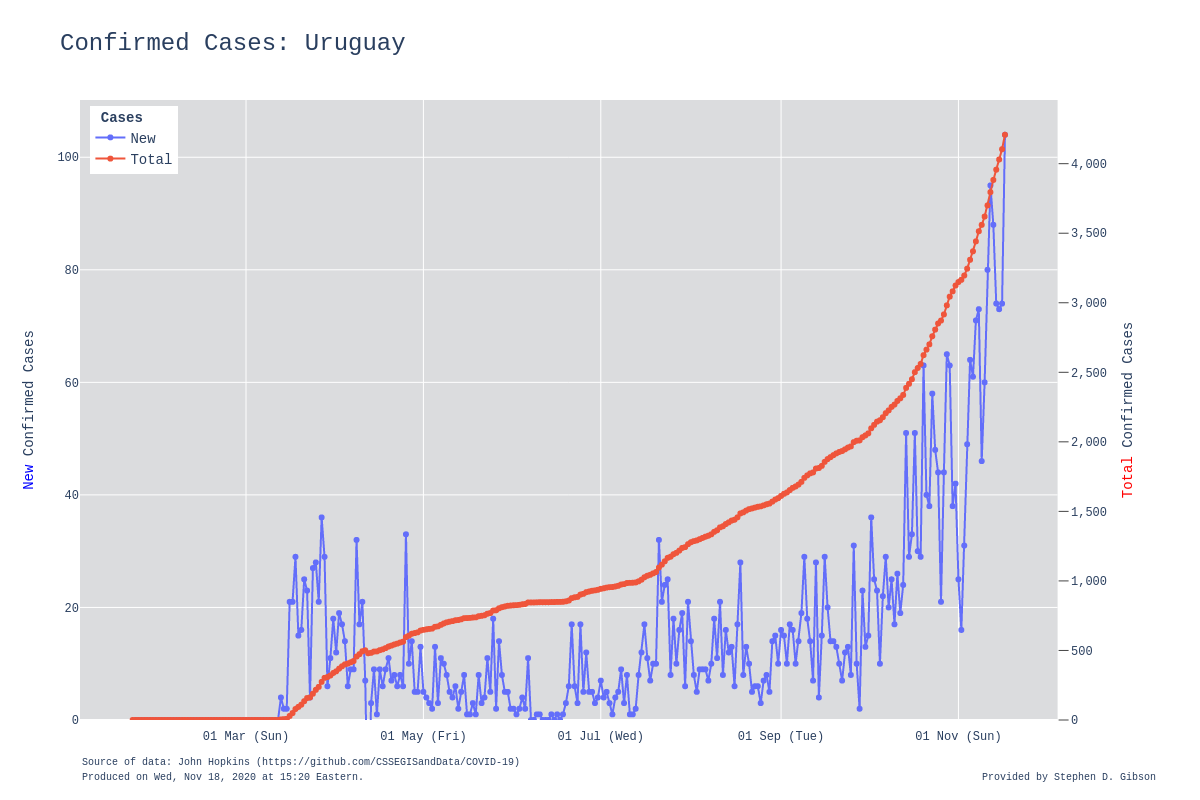 Confirmed Cases: Uruguay
Cases
New
Total
100
80
60
40
20
0
4,000
3,500
3,000
2,500
2,000
1,500
1,000
500
0
New Confirmed Cases
Total Confirmed Cases
01 Mar (Sun)
01 May (Fri)
01 Jul (Wed)
01 Sep (Tue)
01 Nov (Sun)
Source of data: John Hopkins (https://github.com/CSSEGISandData/COVID-19)
Produced on Wed, Nov 18, 2020 at 15:20 Eastern.
Provided by Stephen D. Gibson